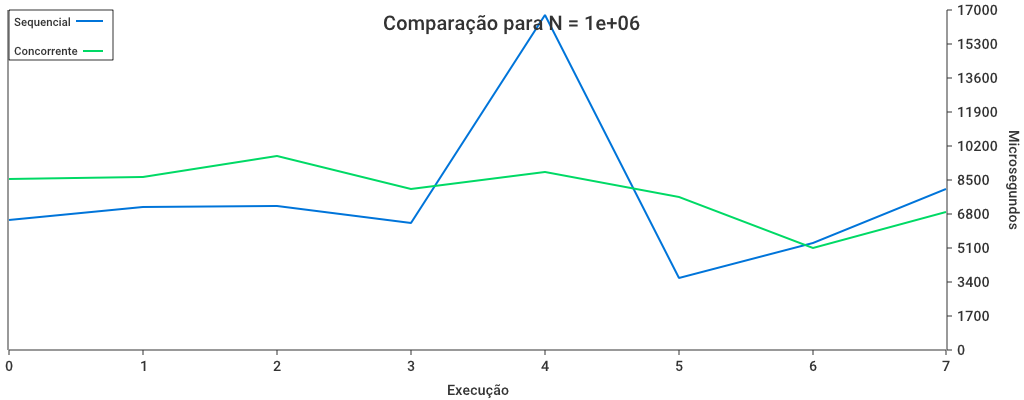 Comparação para N = 1e+06
Sequencial
Concorrente
17000
15300
13600
11900
10200
8500
6800
5100
3400
1700
0
Microsegundos
0 1 2 3 4 5 6 7
Execução